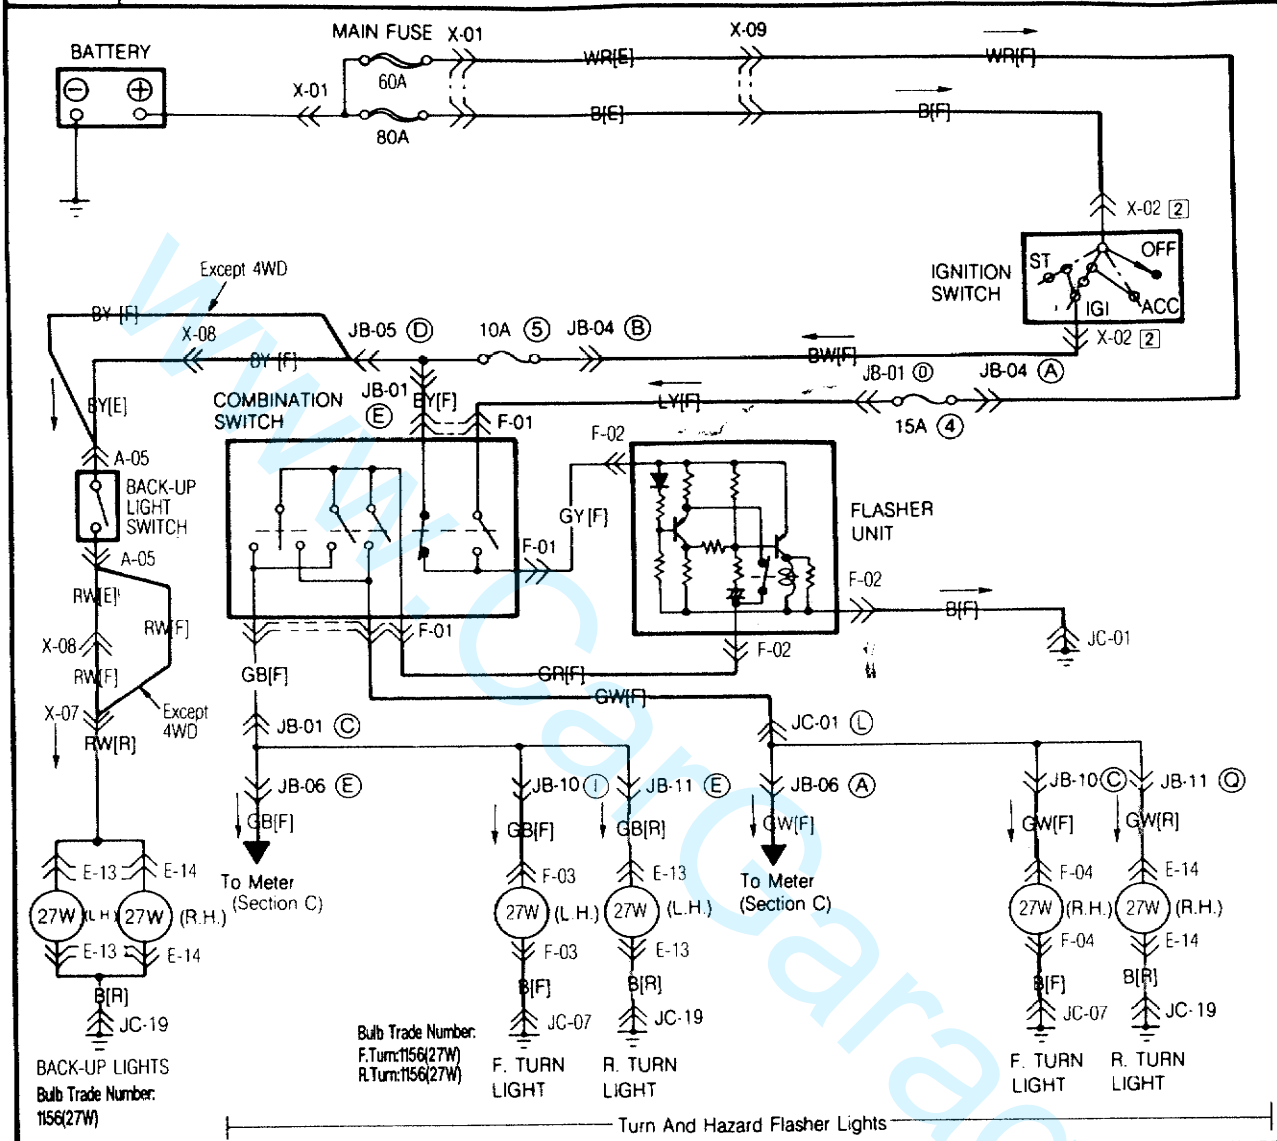 MAIN FUSE X-01 X-09
BATTERY
WR[E] WR[F]
60A
X-01
B[E] B[F]
80A
X-02 2
OFF
ST
IGNITION
SWITCH
IGI ACC
X-02 2
Except 4WD
BY [F]
X-08
JB-05 D 10A 5 JB-04 B
BY [F]
BW[F]
JB-01 D JB-04 A
JB-01
E
BY[F]
LY[F]
15A 4
BY[E]
COMBINATION
SWITCH
F-01
F-02
A-05
BACK-UP
LIGHT
SWITCH
GY[F]
FLASHER
UNIT
A-05
F-01
F-02
RW[E]
RW[F]
B[F]
F-01
JC-01
X-08
F-02
RW[F]
GB[F]
GR[F]
GW[F]
X-07
Except
4WD
RW[R]
JB-01 C
JC-01 L
JB-06 E
JB-10 I
JB-11 E
JB-06 A
JB-10 C
JB-11 Q
GB[F]
GB[F]
GB[R]
GW[F]
GW[F]
GW[R]
E-13 E-14
To Meter
(Section C)
F-03
E-13
To Meter
(Section C)
F-04
E-14
27W (L.H.) 27W (R.H.)
27W (L.H.) 27W (L.H.)
27W (R.H.) 27W (R.H.)
E-13 E-14
F-03
E-13
F-04
E-14
B[R]
B[F]
B[R]
B[F]
B[R]
JC-19
JC-07
JC-19
JC-07
JC-19
BACK-UP LIGHTS
Bulb Trade Number:
1156(27W)
Bulb Trade Number:
F.Turn:1156(27W)
R.Turn:1156(27W)
F. TURN
LIGHT
R. TURN
LIGHT
F. TURN
LIGHT
R. TURN
LIGHT
Turn And Hazard Flasher Lights
www.CarGara